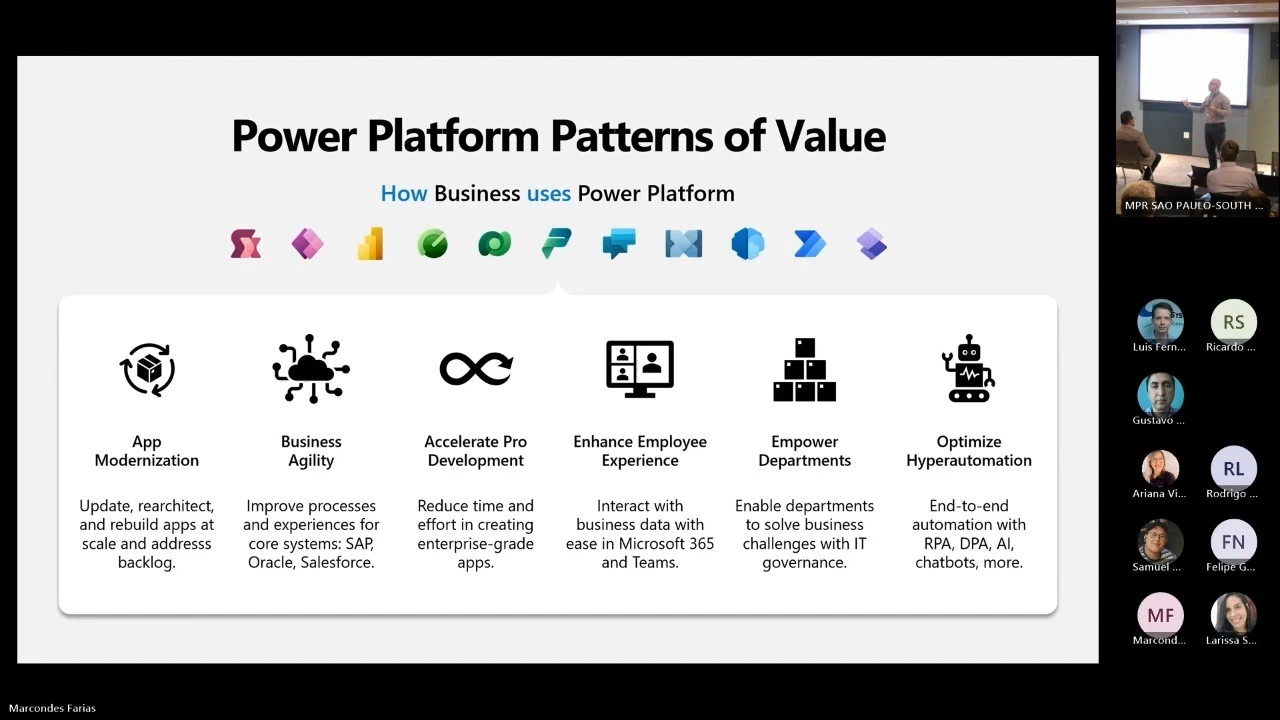 Power Platform Patterns of Value
How Business uses Power Platform
App
Modernization
Update, rearchitect,
and rebuild apps at
scale and addresss
backlog.
Business
Agility
Improve processes
and experiences for
core systems: SAP,
Oracle, Salesforce.
Accelerate Pro
Development
Reduce time and
effort in creating
enterprise-grade
apps.
Enhance Employee
Experience
Interact with
business data with
ease in Microsoft 365
and Teams.
Empower
Departments
Enable departments
to solve business
challenges with IT
governance.
Optimize
Hyperautomation
End-to-end
automation with
RPA, DPA, AI,
chatbots, more.
MPR SAO PAULO-SOUTH ...
Luis Fern...
RS
Ricardo ...
Gustavo ...
Ariana Vi...
RL
Rodrigo ...
Samuel ...
FN
Felipe G...
MF
Marcond...
Larissa S...
Marcondes Farias